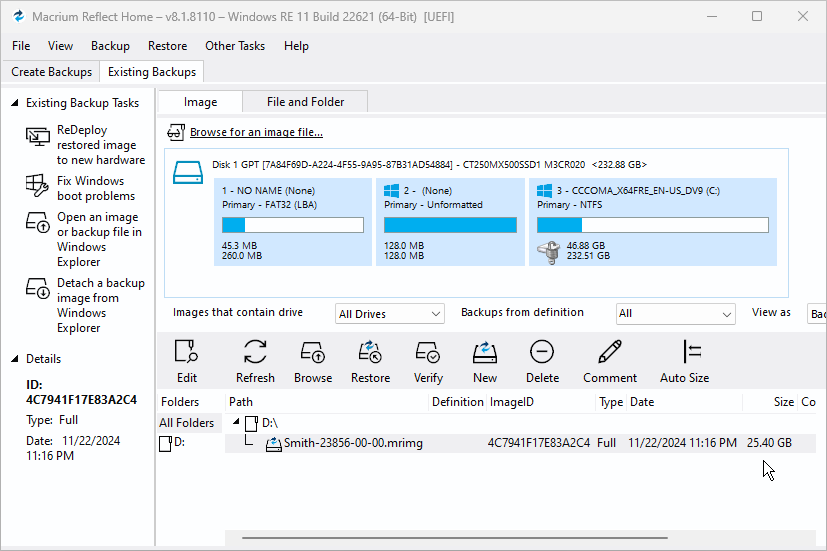 Macrium Reflect Home – v8.1.8110 – Windows RE 11 Build 22621 (64-Bit)  [UEFI]
File View Backup Restore Other Tasks Help
Create Backups Existing Backups
Existing Backup Tasks
ReDeploy
restored image
to new hardware
Fix Windows
boot problems
Open an image
or backup file in
Windows
Explorer
Detach a backup
image from
Windows
Explorer
Details
ID:
4C7941F17E83A2C4
Type: Full
Date: 11/22/2024
11:16 PM
Image File and Folder
Browse for an image file...
Disk 1 GPT [7A84F69D-A224-4F55-9A95-87B31AD54884] - CT250MX500SSD1 M3CR020 <232.88 GB>
1 - NO NAME (None)
Primary - FAT32 (LBA)
45.3 MB
260.0 MB
2 - (None)
Primary - Unformatted
128.0 MB
128.0 MB
3 - CCCOMA_X64FRE_EN-US_DV9 (C:)
Primary - NTFS
46.88 GB
232.51 GB
Images that contain drive All Drives Backups from definition All View as Bac
Edit Refresh Browse Restore Verify New Delete Comment Auto Size
Folders Path Definition ImageID Type Date Size Co
All Folders D:\
D: Smith-23856-00-00.mrimg 4C7941F17E83A2C4 Full 11/22/2024 11:16 PM 25.40 GB